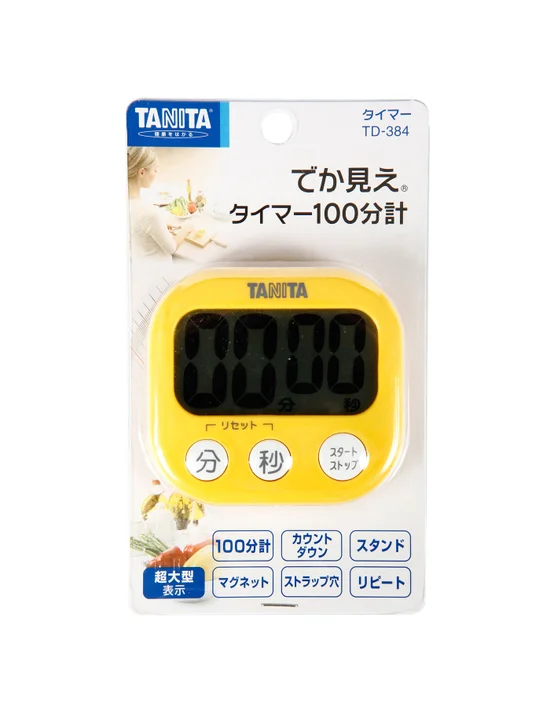 TANITA
健康をはかる
タイマー
TD-384
でか見え®
タイマー100分計
TANITA
00 00
分 秒
リセット
分 秒 スタート
ストップ
100分計
カウント
ダウン
スタンド
超大型
表示
マグネット
ストラップ穴
リピート